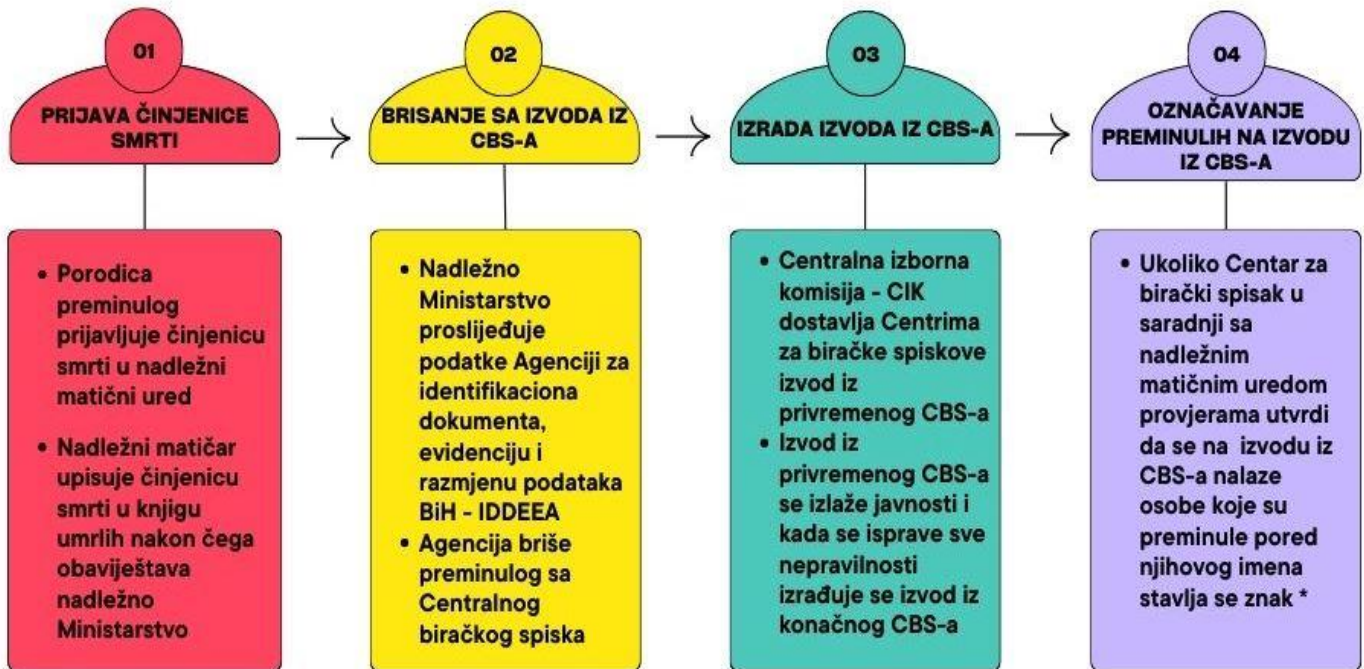 01
PRIJAVA ČINJENICE
SMRTI
• Porodica
preminulog
prijavljuje činjenicu
smrti u nadležni
matični ured
• Nadležni matičar
upisuje činjenicu
smrti u knjigu
umrlih nakon čega
obaviještava
nadležno
Ministarstvo
02
BRISANJE SA IZVODA IZ
CBS-A
• Nadležno
Ministarstvo
proslijeđuje
podatke Agenciji za
identifikaciona
dokumenta,
evidenciju i
razmjenu podataka
BiH - IDDEEA
• Agencija briše
preminulog sa
Centralnog
biračkog spiska
03
IZRADA IZVODA IZ CBS-A
• Centralna izborna
komisija - CIK
dostavlja Centrima
za biračke spiskove
izvod iz
privremenog CBS-a
• Izvod iz
privremenog CBS-a
se izlaže javnosti i
kada se isprave sve
nepravilnosti
izrađuje se izvod iz
konačnog CBS-a
04
OZNAČAVANJE
PREMINULIH NA IZVODU
IZ CBS-A
• Ukoliko Centar za
birački spisak u
saradnji sa
nadležnim
matičnim uredom
provjerama utvrdi
da se na izvodu iz
CBS-a nalaze
osobe koje su
preminule pored
njihovog imena
stavlja se znak *